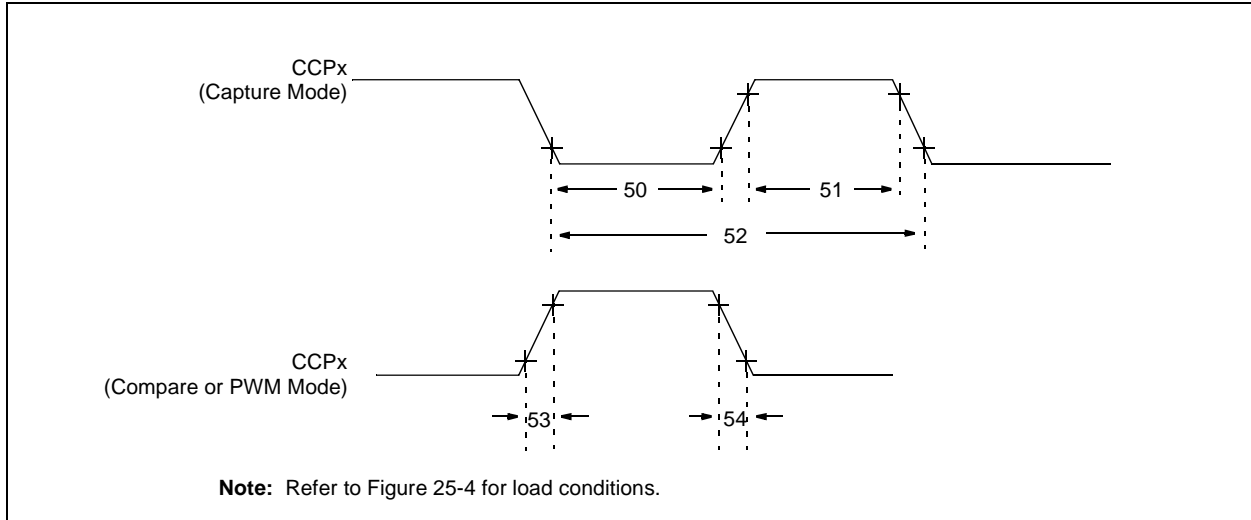 CCPx
(Capture Mode)
50
51
52
CCPx
(Compare or PWM Mode)
53
54
Note: Refer to Figure 25-4 for load conditions.